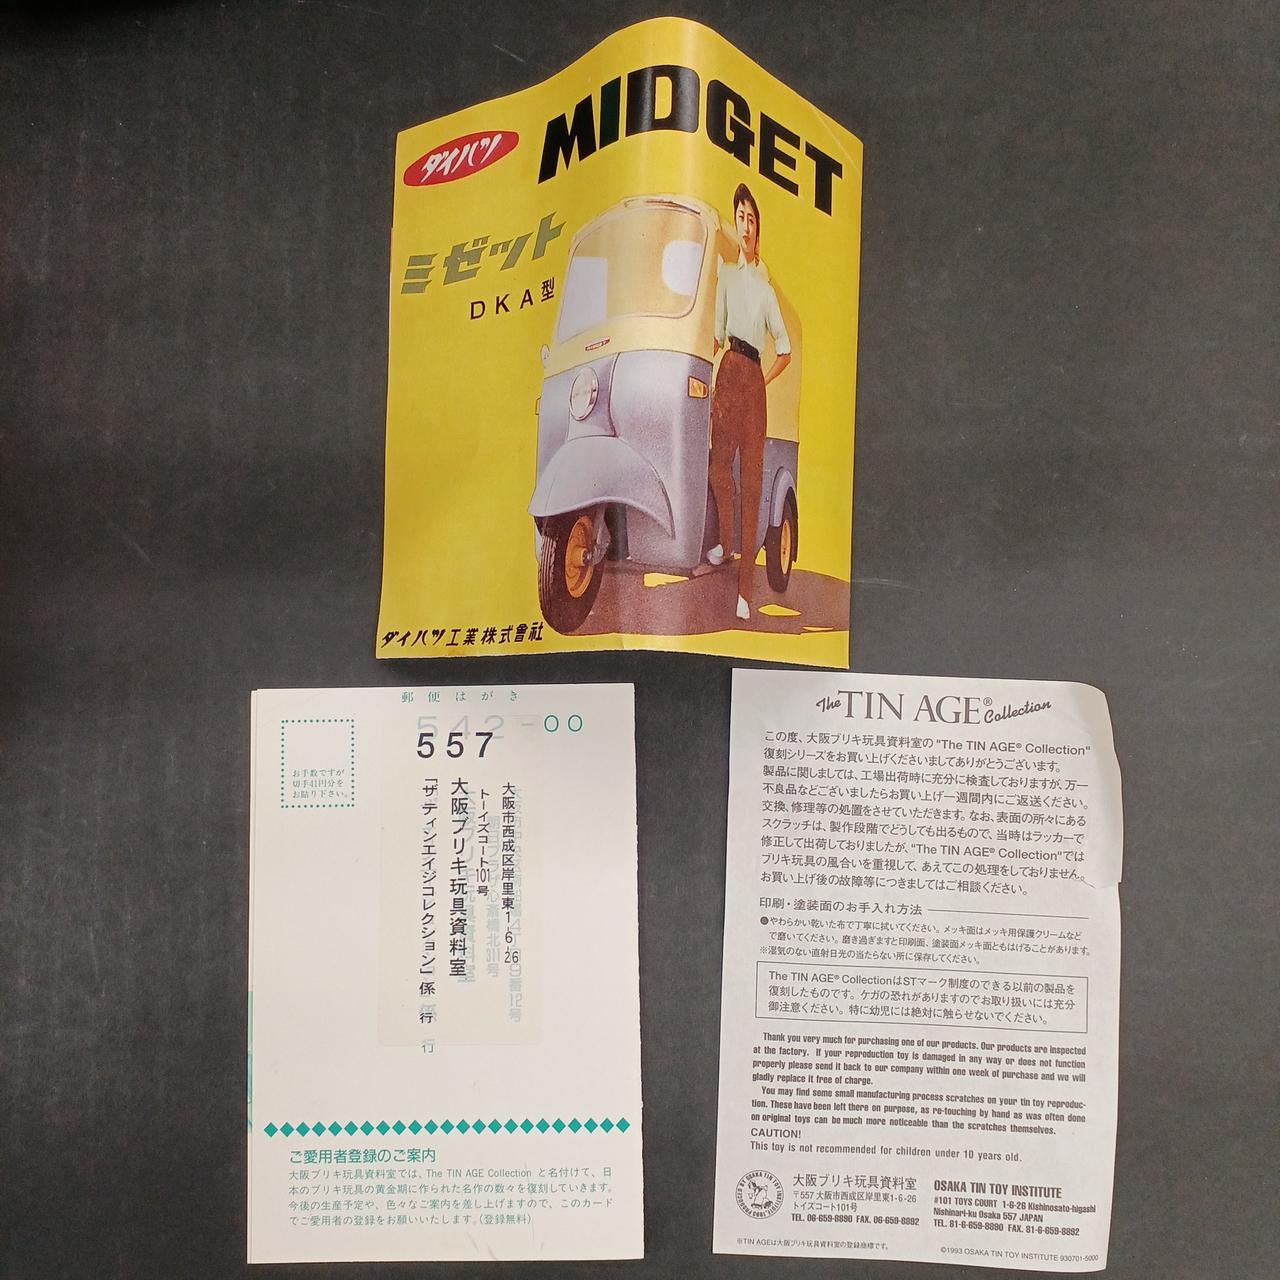 MIDGET
ダイハツ
ミゼット
DKA型
MIDGET
ダイハツ工業株式會社
郵便はがき
542-00
557
お手数ですが
切手41円分を
お貼り下さい。
大阪市西成区岸里東1-6-26
トーイズコート101号
大阪ブリキ玩具資料室
「ザ・ティンエイジコレクション」係 行
行
ご愛用者登録のご案内
大阪ブリキ玩具資料室では、The TIN AGE Collection と名付けて、日
本のブリキ玩具の黄金期に作られた名作の数々を復刻していきます。
今後の生産予定や、色々なご案内を差し上げますので、このカード
でご愛用者の登録をお願いいたします。(登録無料)
The TIN AGE® Collection
この度、大阪ブリキ玩具資料室の "The TIN AGE® Collection"
復刻シリーズをお買い上げくださいましてありがとうございます。
製品に関しましては、工場出荷時に充分に検査しておりますが、万一
不良品などございましたらお買い上げ一週間内にご返送ください。
交換、修理等の処置をさせていただきます。なお、表面の所々にある
スクラッチは、製作段階でどうしても出るもので、当時はラッカーで
修正して出荷しておりましたが、"The TIN AGE® Collection"では
ブリキ玩具の風合いを重視して、あえてこの処理をしておりません。
お買い上げ後の故障等につきましてはご相談ください。
印刷・塗装面のお手入れ方法
●やわらかい乾いた布で丁寧に拭いてください。メッキ面はメッキ用保護クリームなど
で磨いてください。磨き過ぎますと印刷面、塗装面メッキ面ともはげることがあります。
※湿気のない直射日光の当たらない所に保存してください。
The TIN AGE® CollectionはSTマーク制度のできる以前の製品を
復刻したものです。ケガの恐れがありますのでお取り扱いには充分
御注意ください。特に幼児には絶対に触らせないでください。
Thank you very much for purchasing one of our products. Our products are inspected
at the factory. If your reproduction toy is damaged in any way or does not function
properly please send it back to our company within one week of purchase and we will
gladly replace it free of charge.
You may find some small manufacturing process scratches on your tin toy reproduc-
tion. These have been left there on purpose, as re-touching by hand as was often done
on original toys can be much more noticeable than the scratches themselves.
CAUTION!
This toy is not recommended for children under 10 years old.
大阪ブリキ玩具資料室
〒557 大阪市西成区岸里東1-6-26
トイズコート101号
TEL. 06-659-8890 FAX. 06-659-8892
OSAKA TIN TOY INSTITUTE
#101 TOYS COURT 1-6-26 Kishinosato-higashi
Nishinari-ku Osaka 557 JAPAN
TEL. 81-6-659-8890 FAX. 81-6-659-8892
※TIN AGEは大阪ブリキ玩具資料室の登録商標です。
©1993 OSAKA TIN TOY INSTITUTE 930701-5000